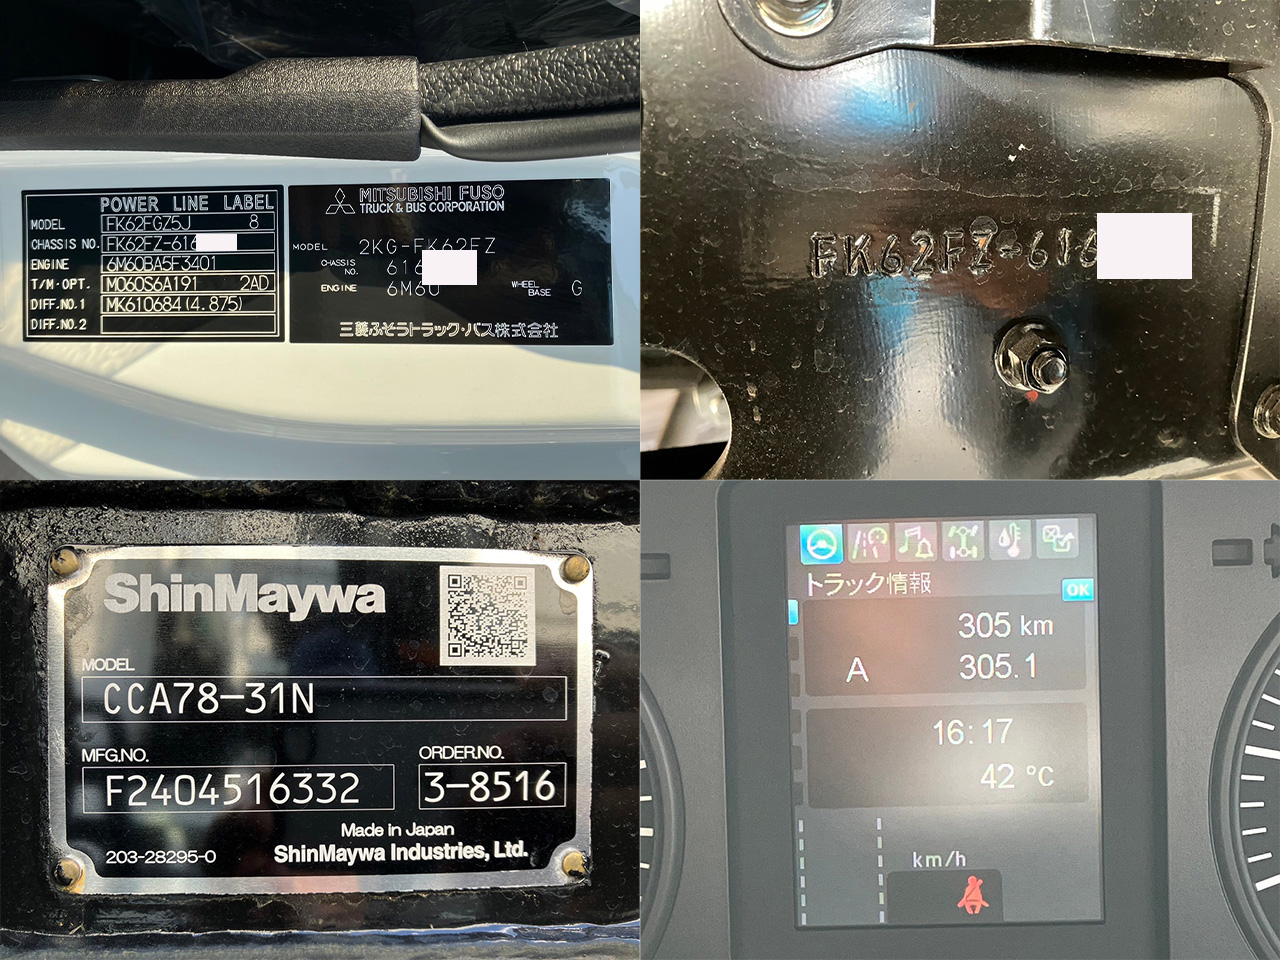 POWER LINE LABEL
MODEL FK62FGZ5J 8
CHASSIS NO. FK62FZ-616
ENGINE 6M60BA5F3401
T/M·OPT. M060S6A191 2AD
DIFF.NO.1 MK610684(4.875)
DIFF.NO.2
MITSUBISHI FUSO
TRUCK & BUS CORPORATION
MODEL 2KG-FK62FZ
CHASSIS NO. 616
ENGINE 6M60 WHEEL BASE G
三菱ふそうトラック・バス株式会社
FK62FZ-616
ShinMaywa
MODEL
CCA78-31N
MFG.NO. ORDER.NO.
F2404516332 3-8516
Made in Japan
203-28295-0 ShinMaywa Industries, Ltd.
トラック情報
OK
305 km
A 305.1
16:17
42 °C
km/h